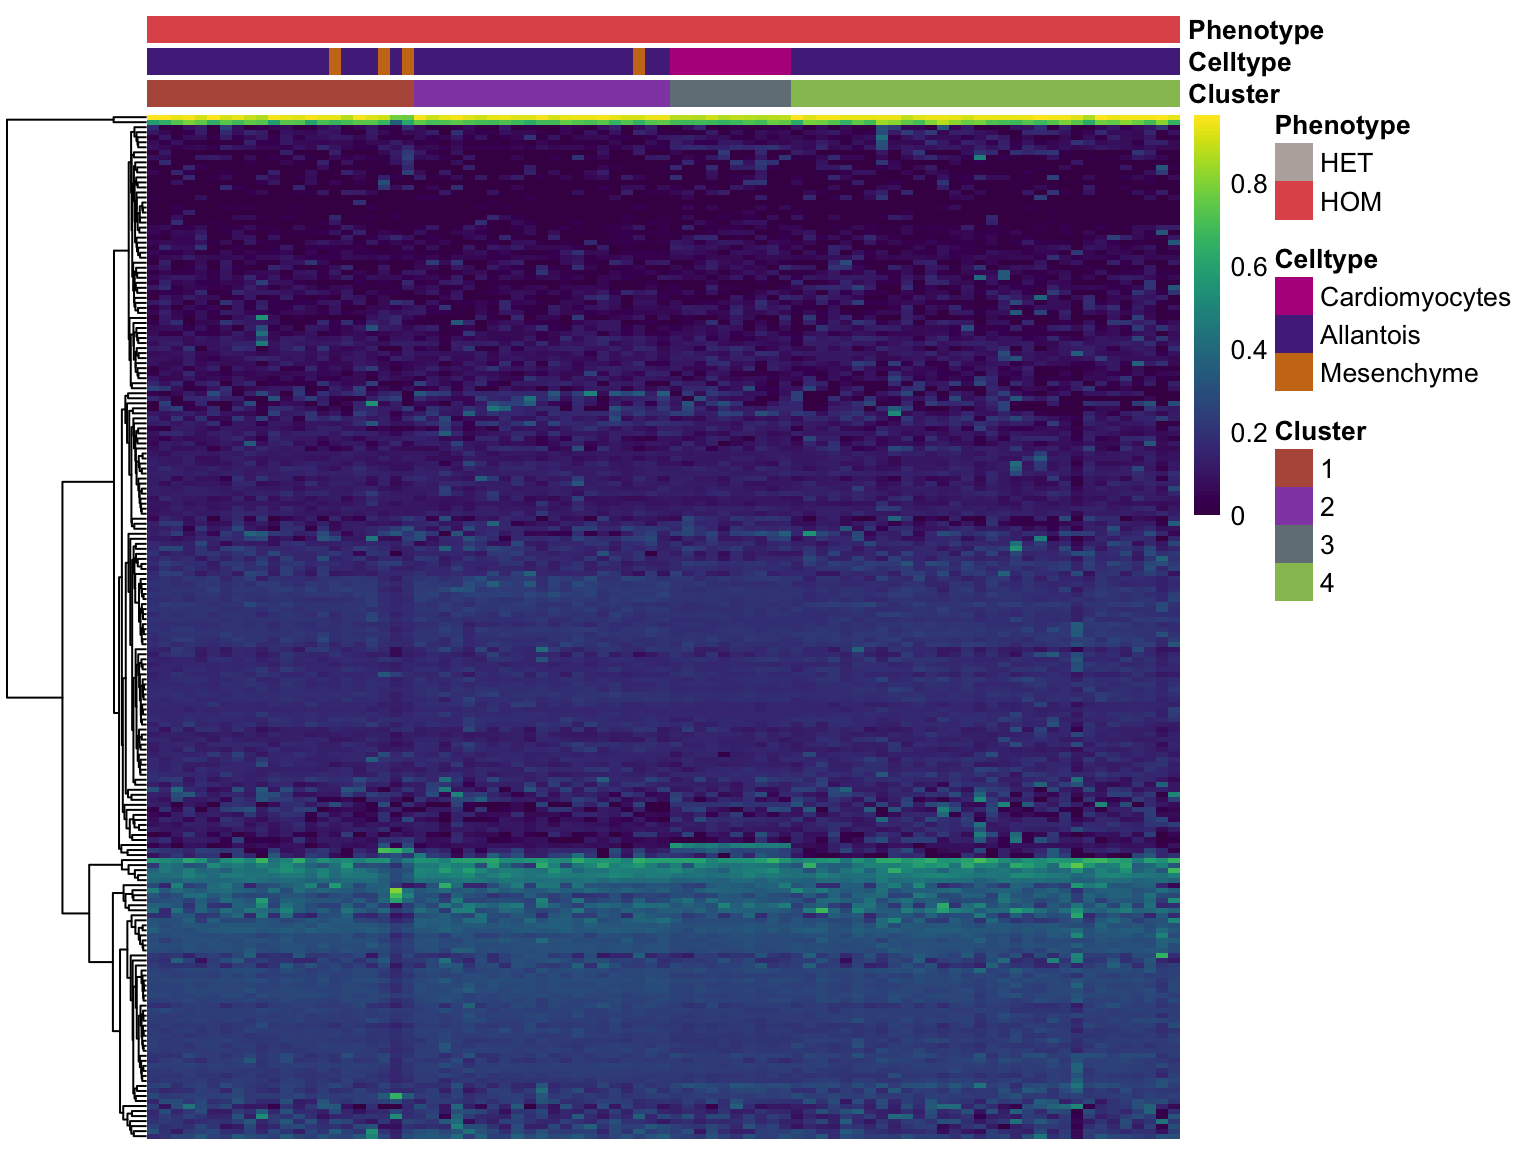 Phenotype
Celltype
Cluster
0.8
0.6
0.4
0.2
0
Phenotype
HET
HOM
Celltype
Cardiomyocytes
Allantois
Mesenchyme
Cluster
1
2
3
4